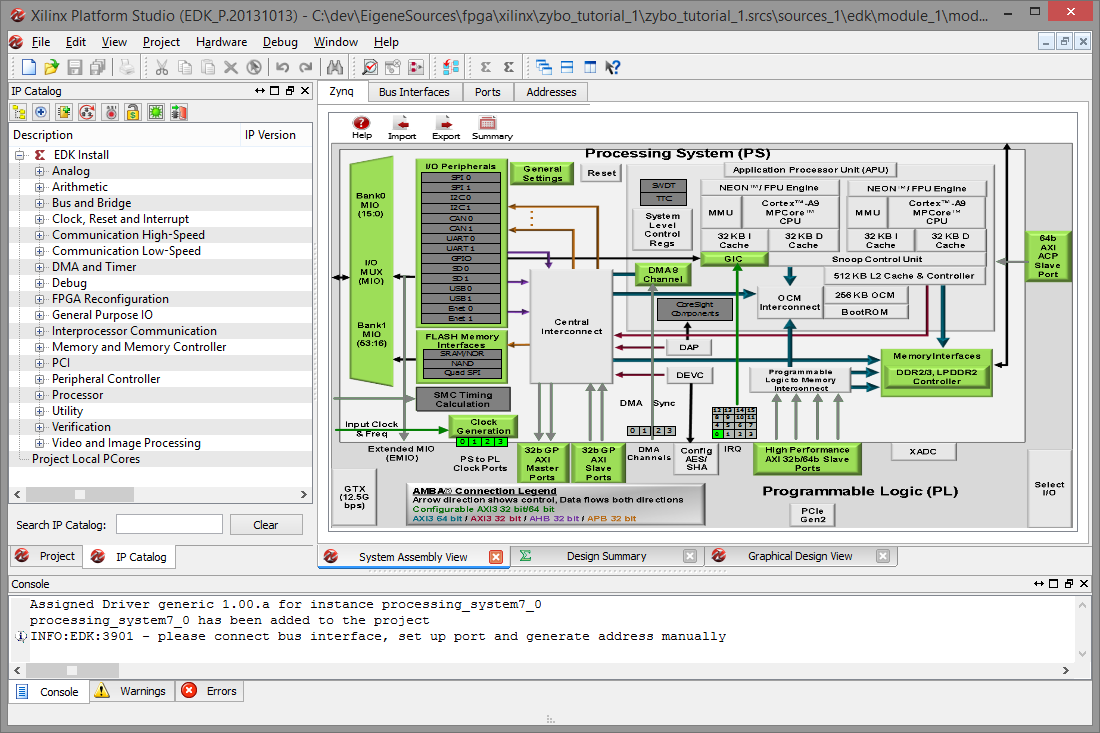 Xilinx Platform Studio (EDK_P.20131013) - C:\dev\EigeneSources\fpga\xilinx\zybo_tutorial_1\zybo_tutorial_1.srcs\sources_1\edk\module_1\mod...
File Edit View Project Hardware Debug Window Help
IP Catalog
Description IP Version
EDK Install
Analog
Arithmetic
Bus and Bridge
Clock, Reset and Interrupt
Communication High-Speed
Communication Low-Speed
DMA and Timer
Debug
FPGA Reconfiguration
General Purpose IO
Interprocessor Communication
Memory and Memory Controller
PCI
Peripheral Controller
Processor
Utility
Verification
Video and Image Processing
Project Local PCores
Search IP Catalog: Clear
Project IP Catalog
Zynq Bus Interfaces Ports Addresses
Help Import Export Summary
Processing System (PS)
Bank0
MIO
(15:0)
I/O
MUX
(MIO)
Bank1
MIO
(53:16)
I/O Peripherals
SPI 0
SPI 1
I2C 0
I2C 1
CAN 0
CAN 1
UART 0
UART 1
GPIO
SD 0
SD 1
USB 0
USB 1
Enet 0
Enet 1
FLASH Memory
Interfaces
SRAM/NOR
NAND
Quad SPI
SMC Timing
Calculation
General
Settings
Reset
Input Clock
& Freq
Clock
Generation
0 1 2 3
Extended MIO
(EMIO)
PS to PL
Clock Ports
Central
Interconnect
SWDT
TTC
System
Level
Control
Regs
Application Processor Unit (APU)
NEON™/ FPU Engine
MMU
Cortex™-A9
MPCore™
CPU
32 KB I
Cache
32 KB D
Cache
NEON™/ FPU Engine
MMU
Cortex™-A9
MPCore™
CPU
32 KB I
Cache
32 KB D
Cache
GIC
Snoop Control Unit
DMA8
Channel
512 KB L2 Cache & Controller
OCM
Interconnect
256 KB OCM
BootROM
CoreSight
Components
DAP
DEVC
Programmable
Logic to Memory
Interconnect
Memory Interfaces
DDR2/3, LPDDR2
Controller
64b
AXI
ACP
Slave
Port
DMA Sync
0 1 2 3
12 13 14 15
8 9 10 11
4 5 6 7
0 1 2 3
32b GP
AXI
Master
Ports
32b GP
AXI
Slave
Ports
DMA
Channels
Config
AES/
SHA
IRQ
High Performance
AXI 32b/64b Slave
Ports
XADC
GTX
(12.5G
bps)
AMBA® Connection Legend
Arrow direction shows control, Data flows both directions
Configurable AXI3 32 bit/64 bit
AXI3 64 bit / AXI3 32 bit / AHB 32 bit / APB 32 bit
Programmable Logic (PL)
PCIe
Gen2
Select
I/O
System Assembly View Design Summary Graphical Design View
Console
Assigned Driver generic 1.00.a for instance processing_system7_0
processing_system7_0 has been added to the project
INFO:EDK:3901 - please connect bus interface, set up port and generate address manually
Console Warnings Errors